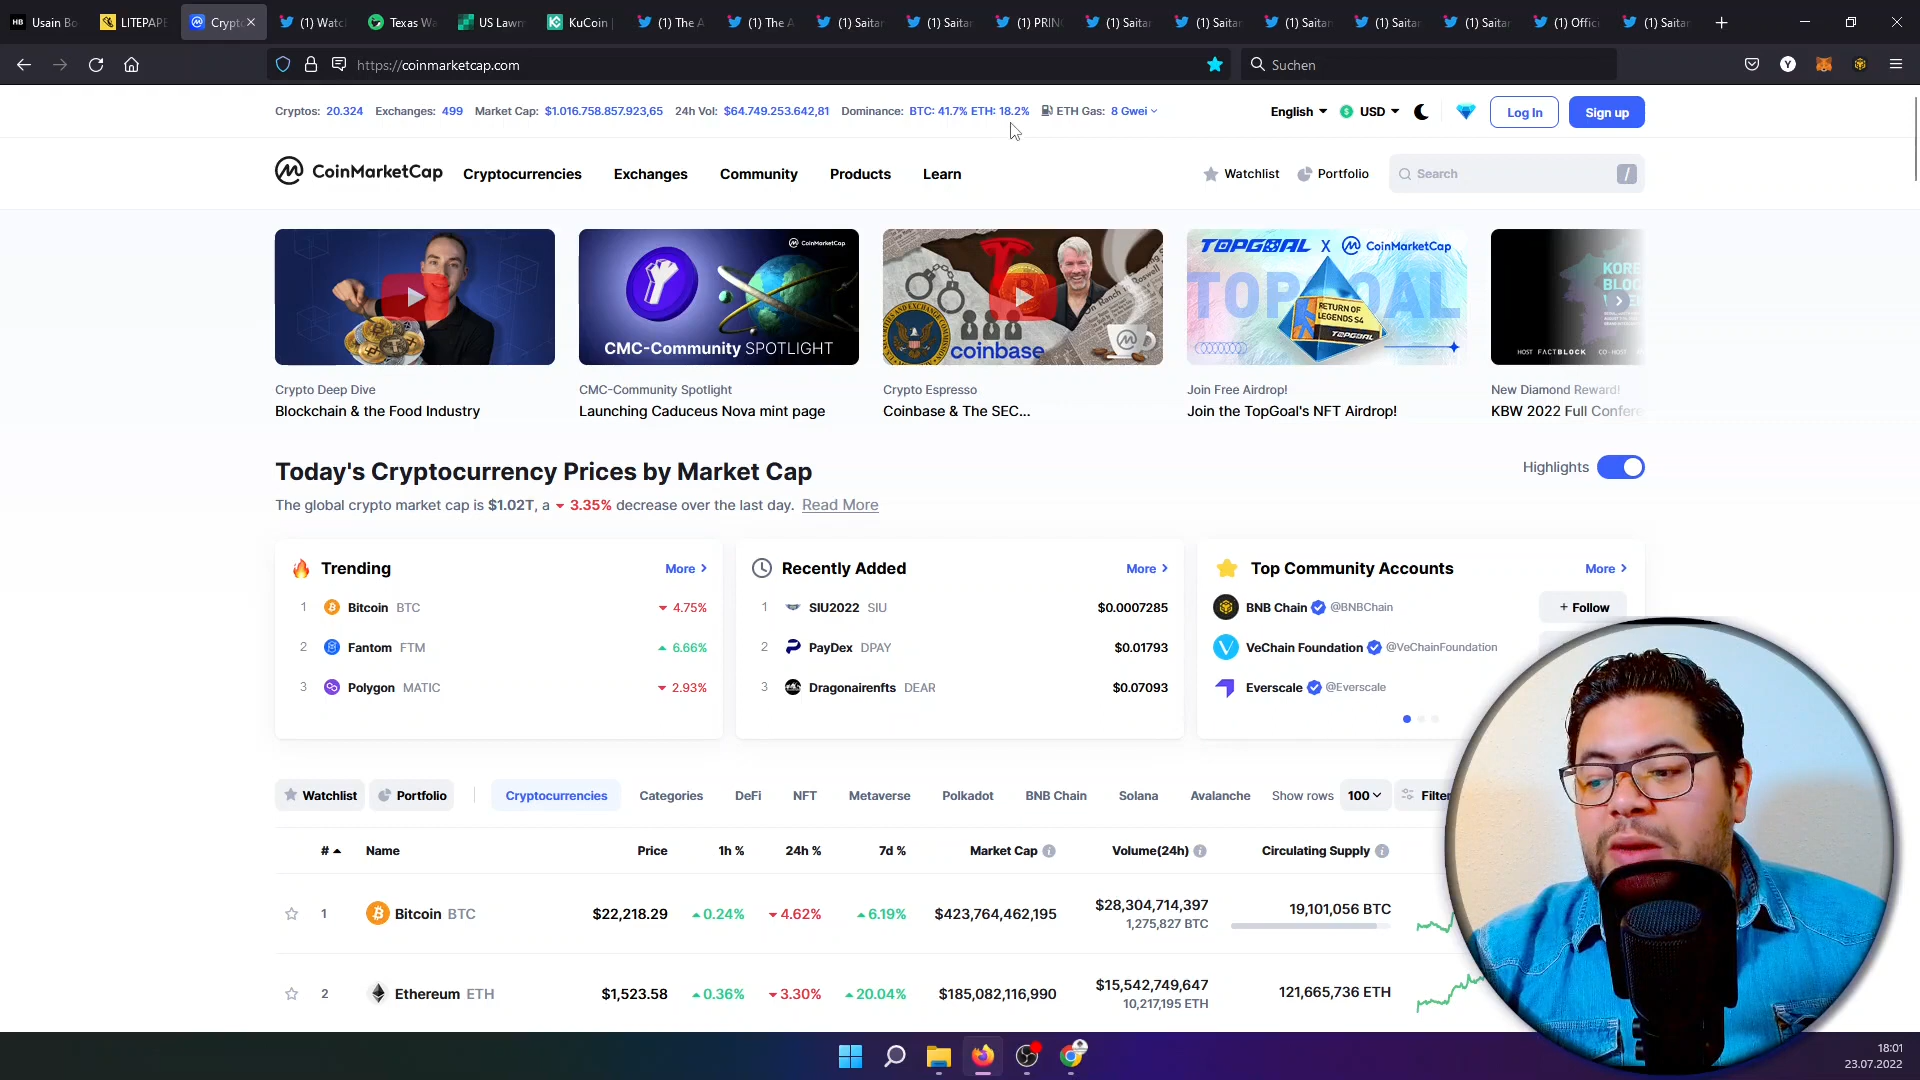 HB Usain Bo
LITEPAPE
Crypt
(1) Watc
Texas Wa
US Lawm
KuCoin |
(1) The A
(1) The A
(1) Saitar
(1) Saitar
(1) PRIN
(1) Saitar
(1) Saitar
(1) Saitar
(1) Saitar
(1) Saitar
(1) Offic
(1) Saitar
https://coinmarketcap.com
Suchen
Cryptos: 20.324 Exchanges: 499 Market Cap: $1.016.758.857.923,65 24h Vol: $64.749.253.642,81 Dominance: BTC: 41.7% ETH: 18.2% ETH Gas: 8 Gwei
English USD Log In Sign up
CoinMarketCap Cryptocurrencies Exchanges Community Products Learn
Watchlist Portfolio Search /
CoinMarketCap
CMC-Community SPOTLIGHT
coinbase
TOPGOAL X CoinMarketCap
TOPGOAL
RETURN OF
LEGENDS S4
TOPGOAL
KORE
BLOC
HOST FACTBLOCK
Crypto Deep Dive
Blockchain & the Food Industry
CMC-Community Spotlight
Launching Caduceus Nova mint page
Crypto Espresso
Coinbase & The SEC...
Join Free Airdrop!
Join the TopGoal's NFT Airdrop!
New Diamond Reward!
KBW 2022 Full Confere
Today's Cryptocurrency Prices by Market Cap
Highlights
The global crypto market cap is $1.02T, a 3.35% decrease over the last day. Read More
Trending More
1 Bitcoin BTC 4.75%
2 Fantom FTM 6.66%
3 Polygon MATIC 2.93%
Recently Added More
1 SIU2022 SIU $0.0007285
2 PayDex DPAY $0.01793
3 Dragonairenfts DEAR $0.07093
Top Community Accounts More
BNB Chain @BNBChain + Follow
VeChain Foundation @VeChainFoundation
Everscale @Everscale
Watchlist Portfolio Cryptocurrencies Categories DeFi NFT Metaverse Polkadot BNB Chain Solana Avalanche Show rows 100 Filter
# Name Price 1h % 24h % 7d % Market Cap Volume(24h) Circulating Supply
1 Bitcoin BTC $22,218.29 0.24% 4.62% 6.19% $423,764,462,195 $28,304,714,397 19,101,056 BTC
1,275,827 BTC
2 Ethereum ETH $1,523.58 0.36% 3.30% 20.04% $185,082,116,990 $15,542,749,647 121,665,736 ETH
10,217,195 ETH
18:01
23.07.2022